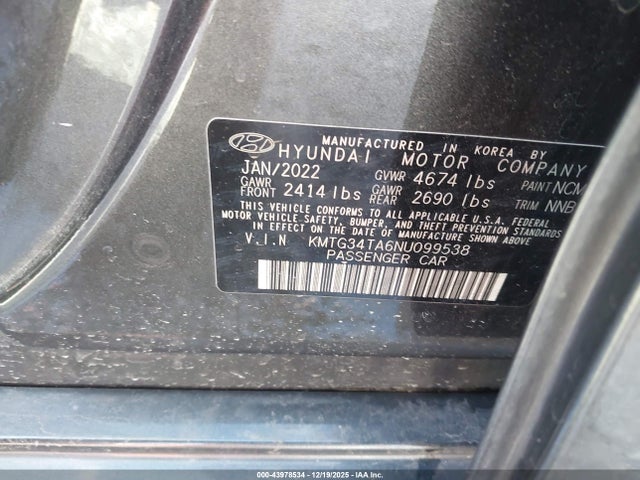 MANUFACTURED IN KOREA BY
HYUNDAI MOTOR COMPANY
JAN/2022 GVWR 4674 lbs PAINT NCM
GAWR FRONT 2414 lbs GAWR REAR 2690 lbs TRIM NNB
THIS VEHICLE CONFORMS TO ALL APPLICABLE U.S.A. FEDERAL
MOTOR VEHICLE SAFETY, BUMPER, AND THEFT PREVENTION STANDARDS
IN EFFECT ON THE DATE OF MANUFACTURE SHOWN ABOVE.
V.I.N KMTG34TA6NU099538
PASSENGER CAR
000-43978534 | 12/19/2025 - IAAI.COM